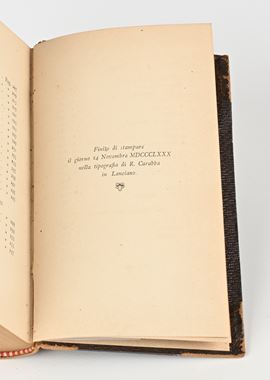 Finito di stampare
il giorno 14 Novembre MDCCCLXXX
nella tipografia di R. Carabba
in Lanciano.